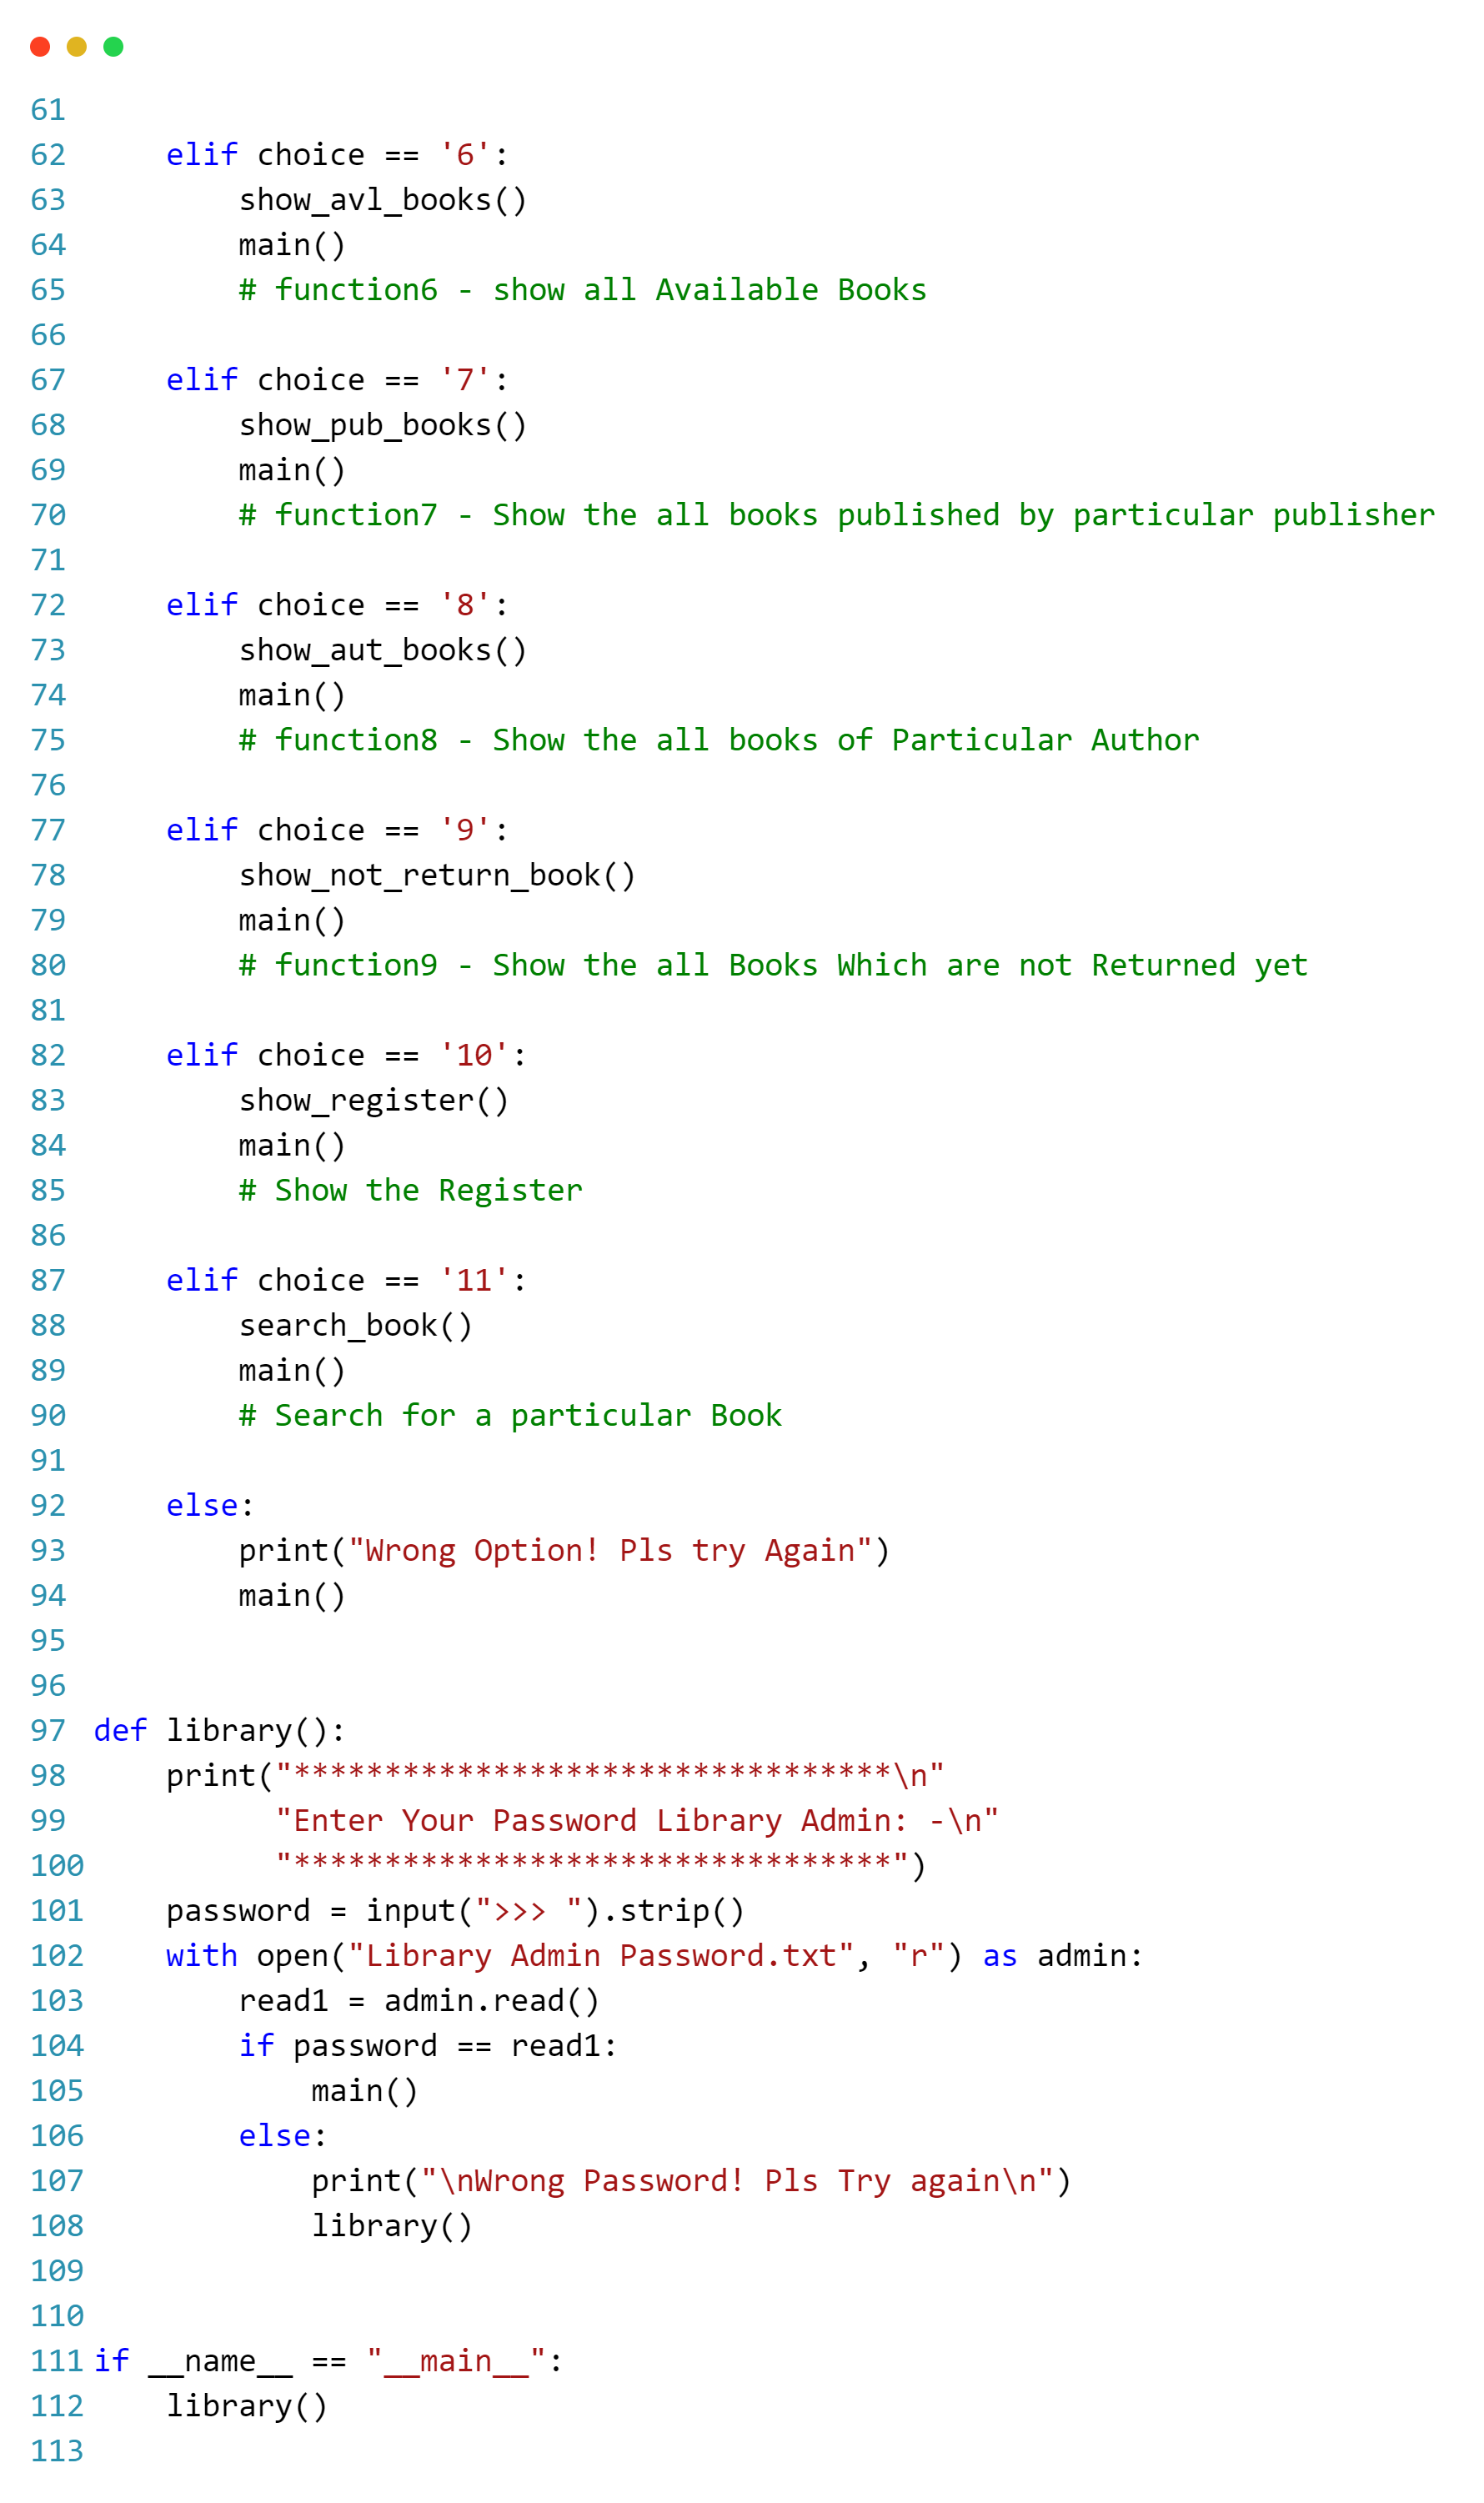 61
62     elif choice == '6':
63         show_avl_books()
64         main()
65         # function6 - show all Available Books
66
67     elif choice == '7':
68         show_pub_books()
69         main()
70         # function7 - Show the all books published by particular publisher
71
72     elif choice == '8':
73         show_aut_books()
74         main()
75         # function8 - Show the all books of Particular Author
76
77     elif choice == '9':
78         show_not_return_book()
79         main()
80         # function9 - Show the all Books Which are not Returned yet
81
82     elif choice == '10':
83         show_register()
84         main()
85         # Show the Register
86
87     elif choice == '11':
88         search_book()
89         main()
90         # Search for a particular Book
91
92     else:
93         print("Wrong Option! Pls try Again")
94         main()
95
96
97 def library():
98     print("*********************************\n"
99           "Enter Your Password Library Admin: -\n"
100           "*********************************")
101     password = input(">>> ").strip()
102     with open("Library Admin Password.txt", "r") as admin:
103         read1 = admin.read()
104         if password == read1:
105             main()
106         else:
107             print("\nWrong Password! Pls Try again\n")
108             library()
109
110
111 if __name__ == "__main__":
112     library()
113